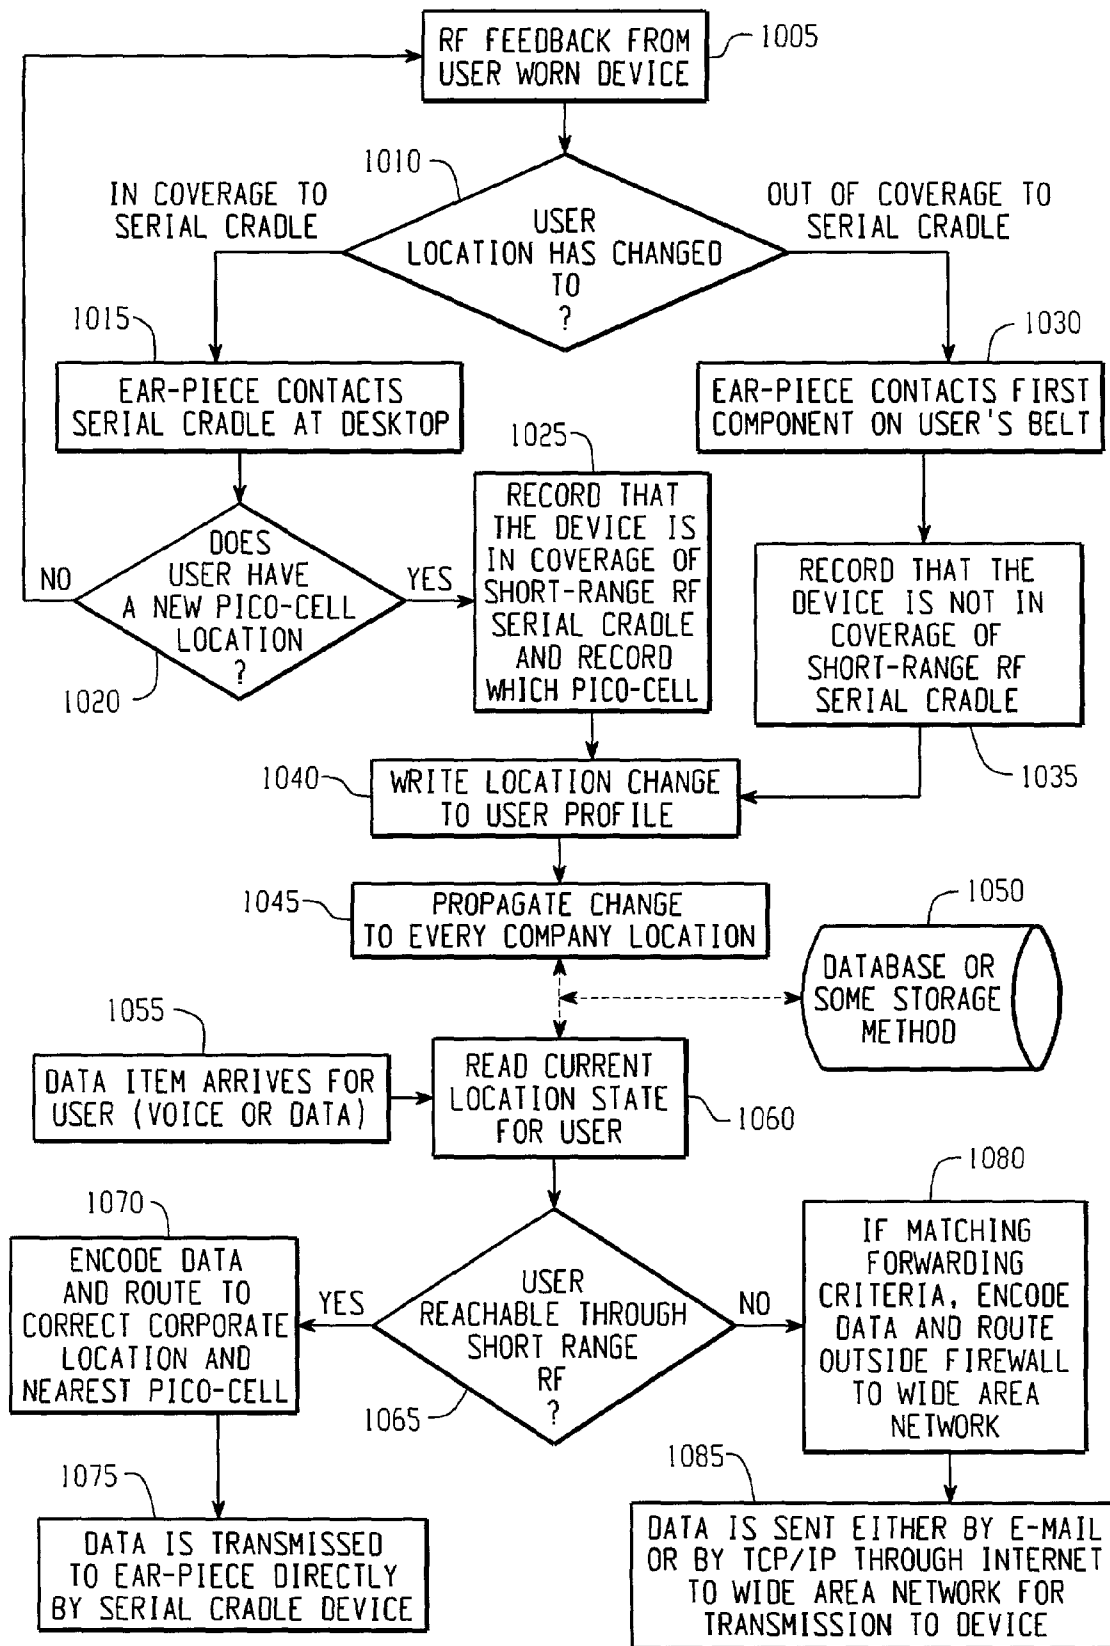 RF FEEDBACK FROM
USER WORN DEVICE
1005
1010
IN COVERAGE TO
SERIAL CRADLE
OUT OF COVERAGE TO
SERIAL CRADLE
USER
LOCATION HAS CHANGED
TO
?
1015
EAR-PIECE CONTACTS
SERIAL CRADLE AT DESKTOP
1030
EAR-PIECE CONTACTS FIRST
COMPONENT ON USER'S BELT
1020
DOES
USER HAVE
A NEW PICO-CELL
LOCATION
?
NO
YES
1025
RECORD THAT
THE DEVICE IS
IN COVERAGE OF
SHORT-RANGE RF
SERIAL CRADLE
AND RECORD
WHICH PICO-CELL
RECORD THAT THE
DEVICE IS NOT IN
COVERAGE OF
SHORT-RANGE RF
SERIAL CRADLE
1035
1040
WRITE LOCATION CHANGE
TO USER PROFILE
1045
PROPAGATE CHANGE
TO EVERY COMPANY LOCATION
1050
DATABASE OR
SOME STORAGE
METHOD
1055
DATA ITEM ARRIVES FOR
USER (VOICE OR DATA)
READ CURRENT
LOCATION STATE
FOR USER
1060
1065
USER
REACHABLE THROUGH
SHORT RANGE
RF
?
YES
NO
1070
ENCODE DATA
AND ROUTE TO
CORRECT CORPORATE
LOCATION AND
NEAREST PICO-CELL
1080
IF MATCHING
FORWARDING
CRITERIA, ENCODE
DATA AND ROUTE
OUTSIDE FIREWALL
TO WIDE AREA
NETWORK
1075
DATA IS TRANSMISSED
TO EAR-PIECE DIRECTLY
BY SERIAL CRADLE DEVICE
1085
DATA IS SENT EITHER BY E-MAIL
OR BY TCP/IP THROUGH INTERNET
TO WIDE AREA NETWORK FOR
TRANSMISSION TO DEVICE